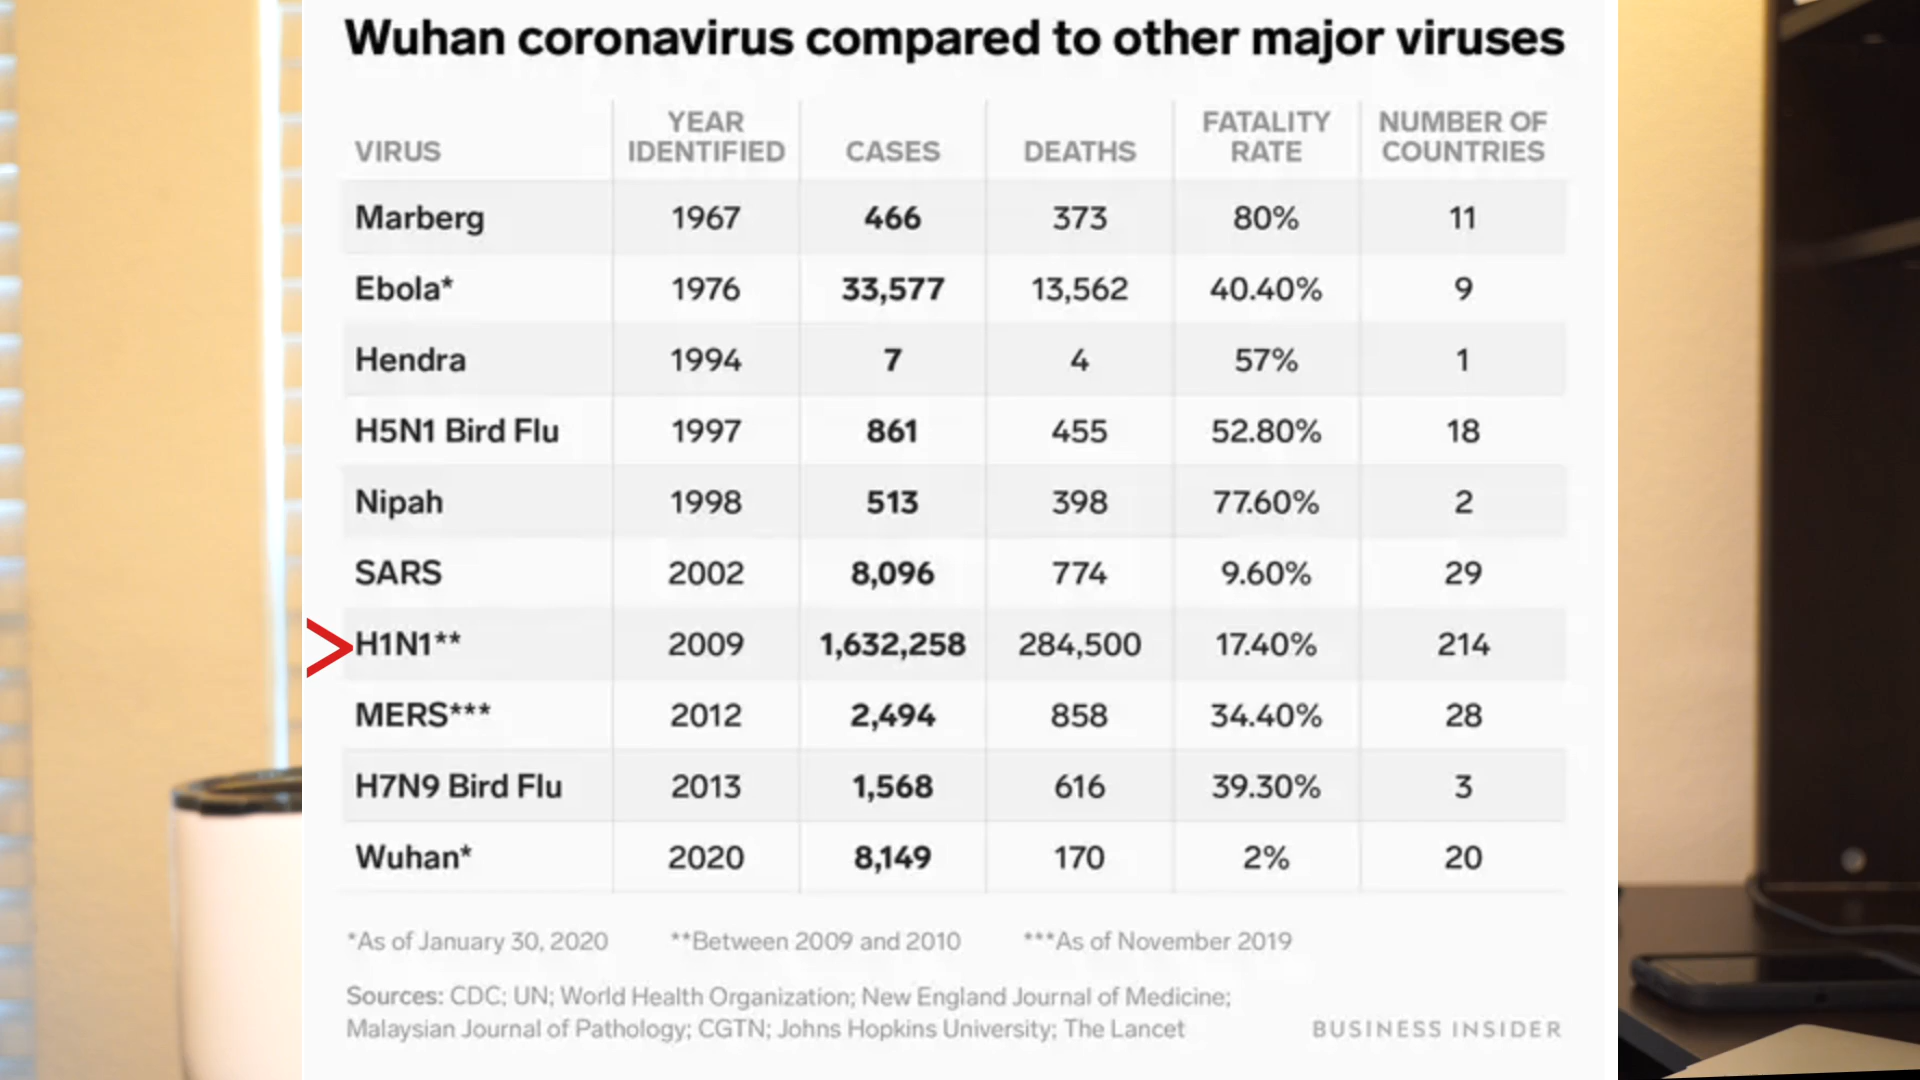 Wuhan coronavirus compared to other major viruses
VIRUS YEAR IDENTIFIED CASES DEATHS FATALITY RATE NUMBER OF COUNTRIES
Marberg 1967 466 373 80% 11
Ebola* 1976 33,577 13,562 40.40% 9
Hendra 1994 7 4 57% 1
H5N1 Bird Flu 1997 861 455 52.80% 18
Nipah 1998 513 398 77.60% 2
SARS 2002 8,096 774 9.60% 29
H1N1** 2009 1,632,258 284,500 17.40% 214
MERS*** 2012 2,494 858 34.40% 28
H7N9 Bird Flu 2013 1,568 616 39.30% 3
Wuhan* 2020 8,149 170 2% 20
*As of January 30, 2020 **Between 2009 and 2010 ***As of November 2019
Sources: CDC; UN; World Health Organization; New England Journal of Medicine;
Malaysian Journal of Pathology; CGTN; Johns Hopkins University; The Lancet
BUSINESS INSIDER